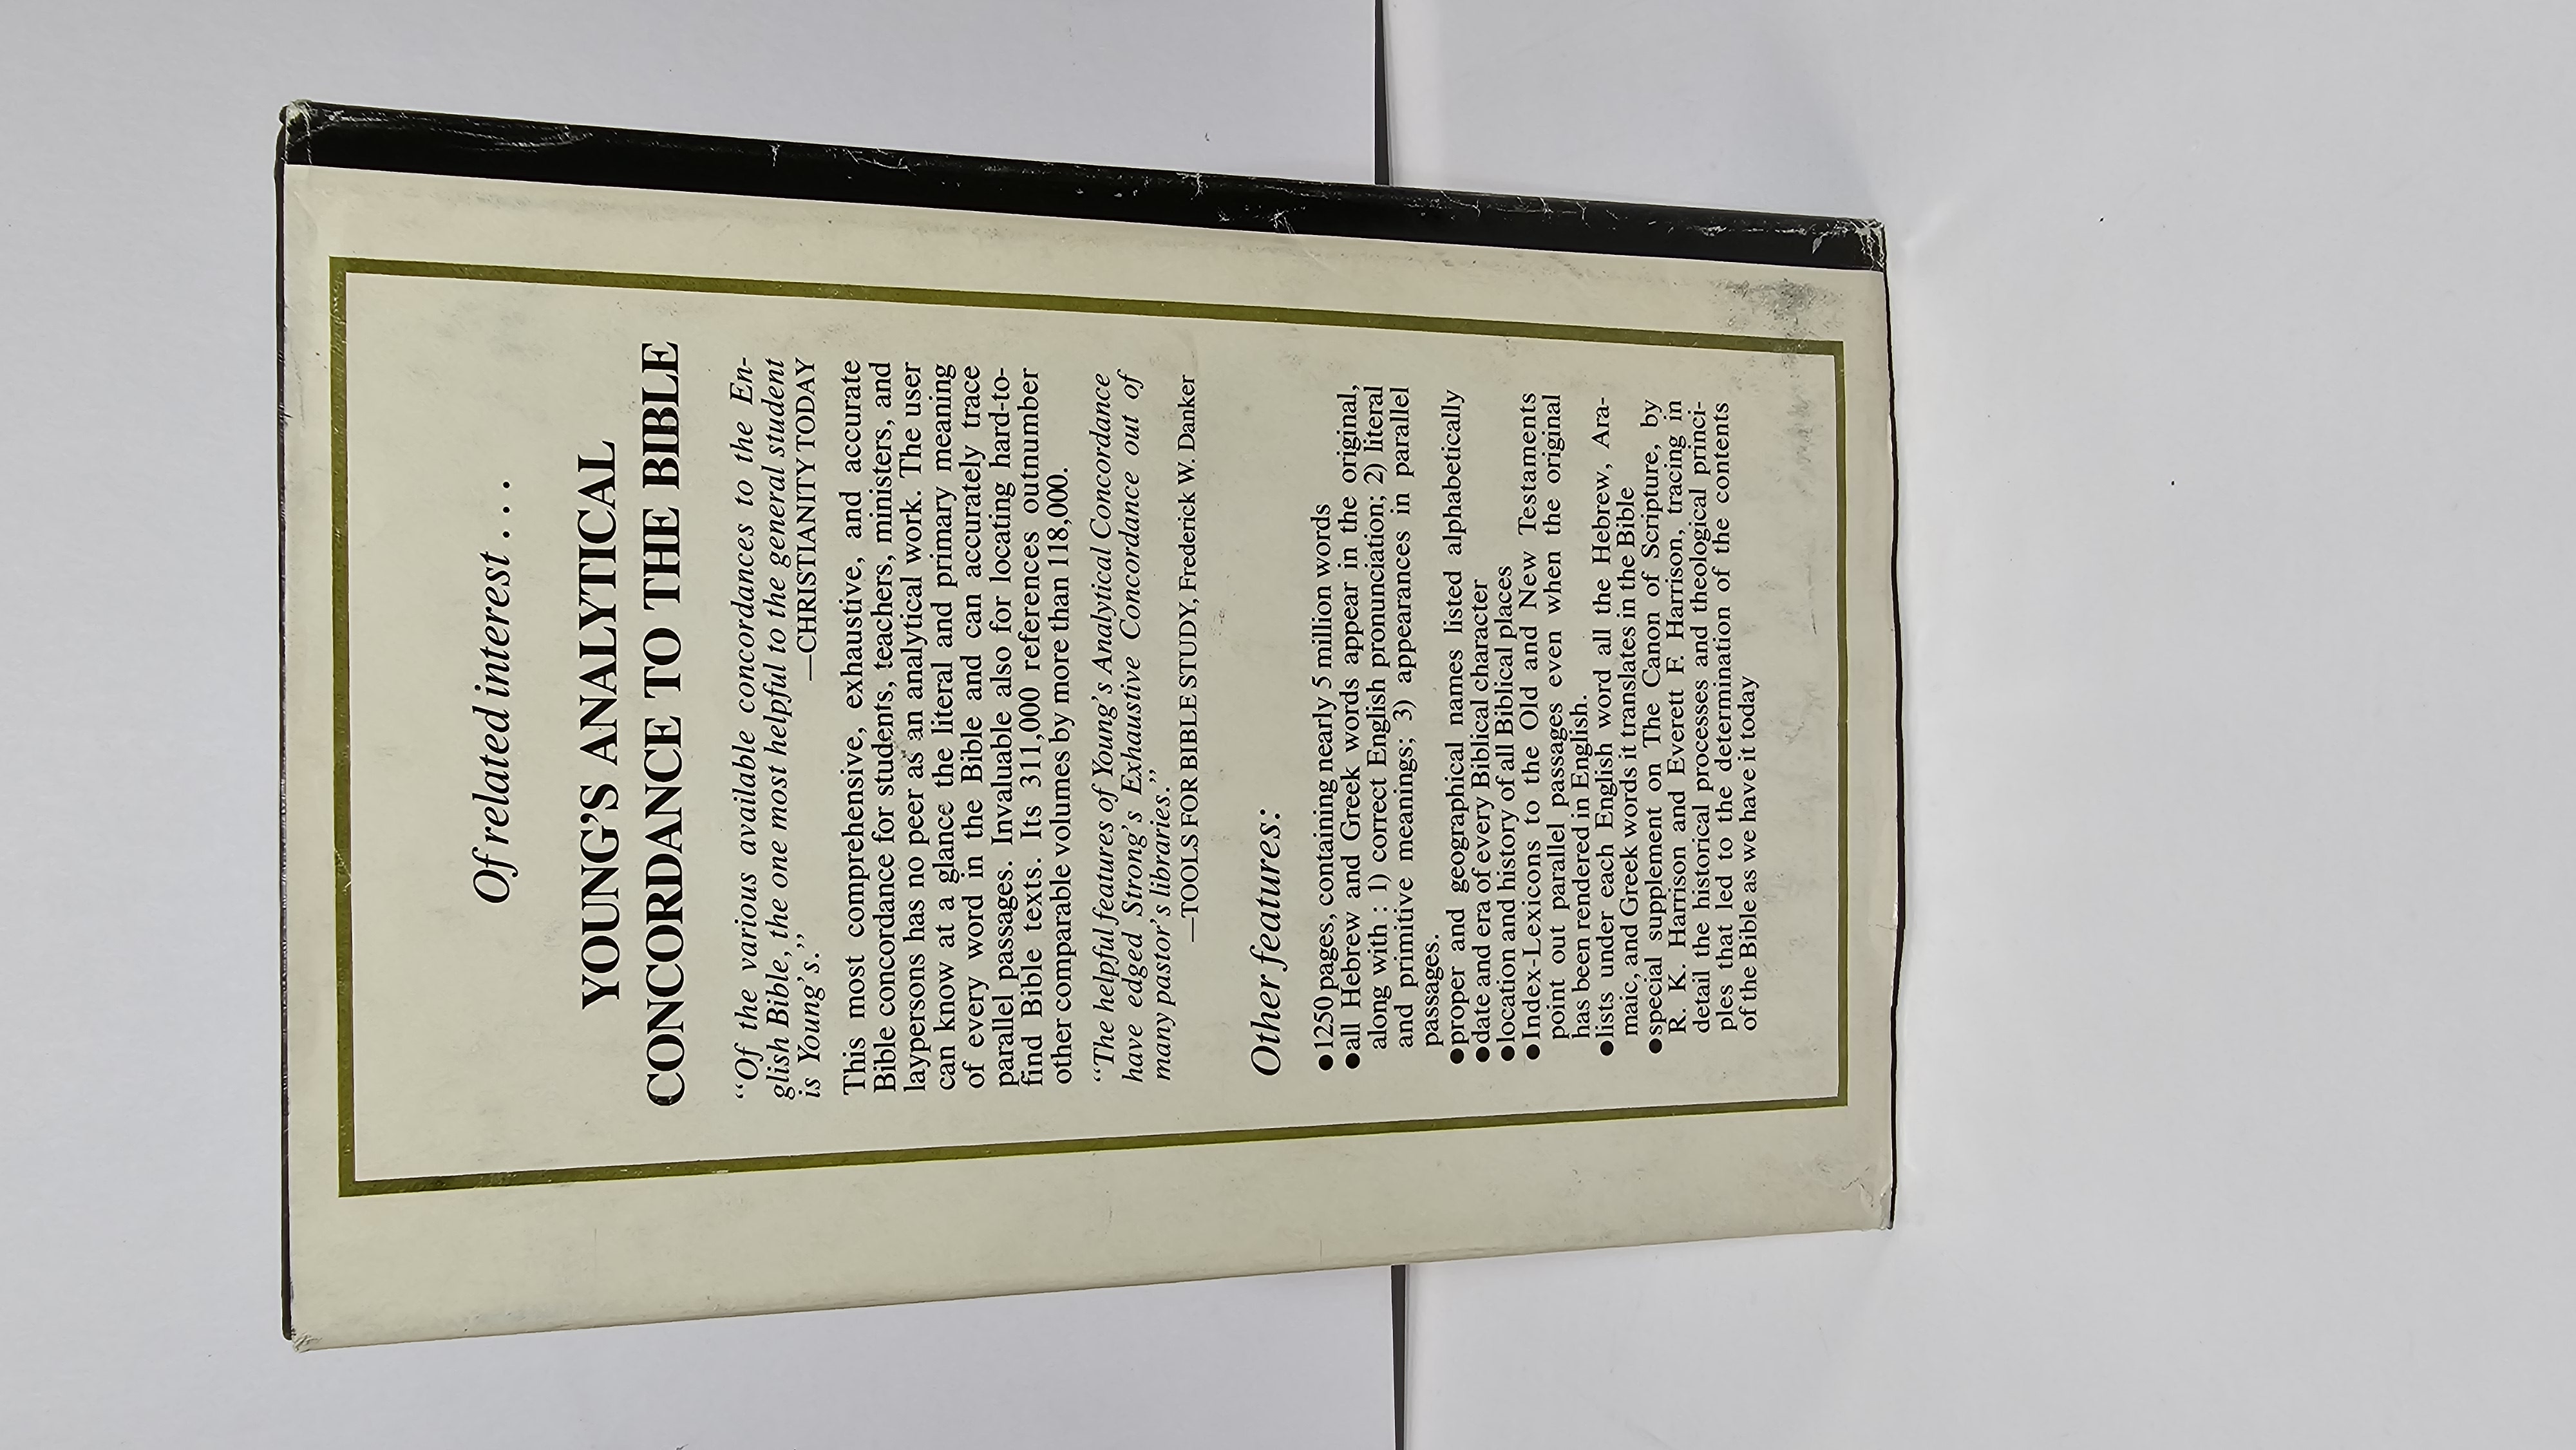 Of related interest . . .
YOUNG'S ANALYTICAL
CONCORDANCE TO THE BIBLE
“Of the various available concordances to the En-
glish Bible, the one most helpful to the general student
is Young's.” —CHRISTIANITY TODAY
This most comprehensive, exhaustive, and accurate
Bible concordance for students, teachers, ministers, and
laypersons has no peer as an analytical work. The user
can know at a glance the literal and primary meaning
of every word in the Bible and can accurately trace
parallel passages. Invaluable also for locating hard-to-
find Bible texts. Its 311,000 references outnumber
other comparable volumes by more than 118,000.
“The helpful features of Young's Analytical Concordance
have edged Strong's Exhaustive Concordance out of
many pastor's libraries.”
—TOOLS FOR BIBLE STUDY, Frederick W. Danker
Other features:
●1250 pages, containing nearly 5 million words
●all Hebrew and Greek words appear in the original,
along with : 1) correct English pronunciation; 2) literal
and primitive meanings; 3) appearances in parallel
passages.
●proper and geographical names listed alphabetically
●date and era of every Biblical character
●location and history of all Biblical places
●Index-Lexicons to the Old and New Testaments
point out parallel passages even when the original
has been rendered in English.
●lists under each English word all the Hebrew, Ara-
maic, and Greek words it translates in the Bible
●special supplement on The Canon of Scripture, by
R. K. Harrison and Everett F. Harrison, tracing in
detail the historical processes and theological princi-
ples that led to the determination of the contents
of the Bible as we have it today